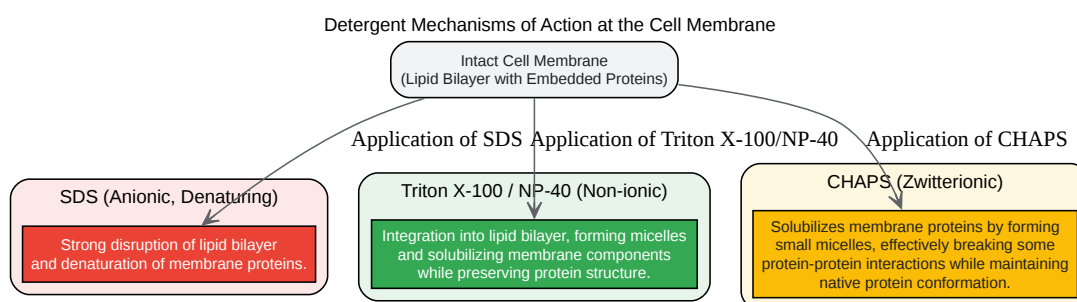 Detergent Mechanisms of Action at the Cell Membrane
Intact Cell Membrane
(Lipid Bilayer with Embedded Proteins)
Application of SDS
Application of Triton X-100/NP-40
Application of CHAPS
SDS (Anionic, Denaturing)
Strong disruption of lipid bilayer
and denaturation of membrane proteins.
Triton X-100 / NP-40 (Non-ionic)
Integration into lipid bilayer, forming micelles
and solubilizing membrane components
while preserving protein structure.
CHAPS (Zwitterionic)
Solubilizes membrane proteins by forming
small micelles, effectively breaking some
protein-protein interactions while maintaining
native protein conformation.